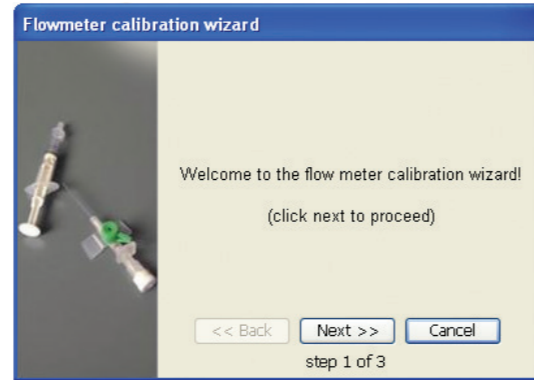 Flowmeter calibration wizard
Welcome to the flow meter calibration wizard!
(click next to proceed)
<< Back Next >> Cancel
step 1 of 3